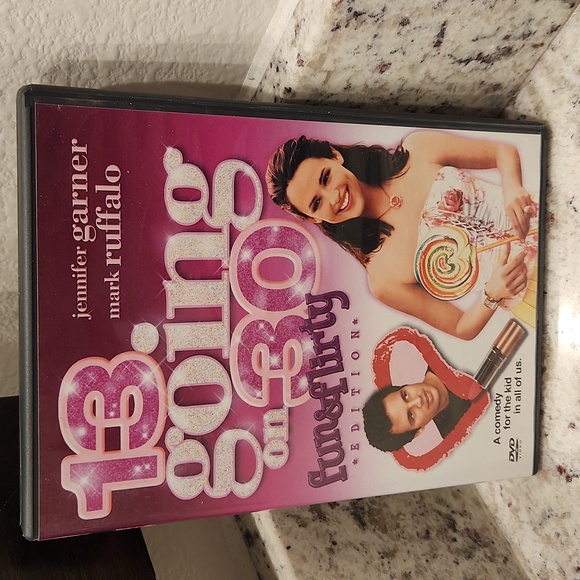 jennifer garner
mark ruffalo
13
going
on 30
fun&flirty
*EDITION*
A comedy
for the kid
in all of us.
DVD
VIDEO